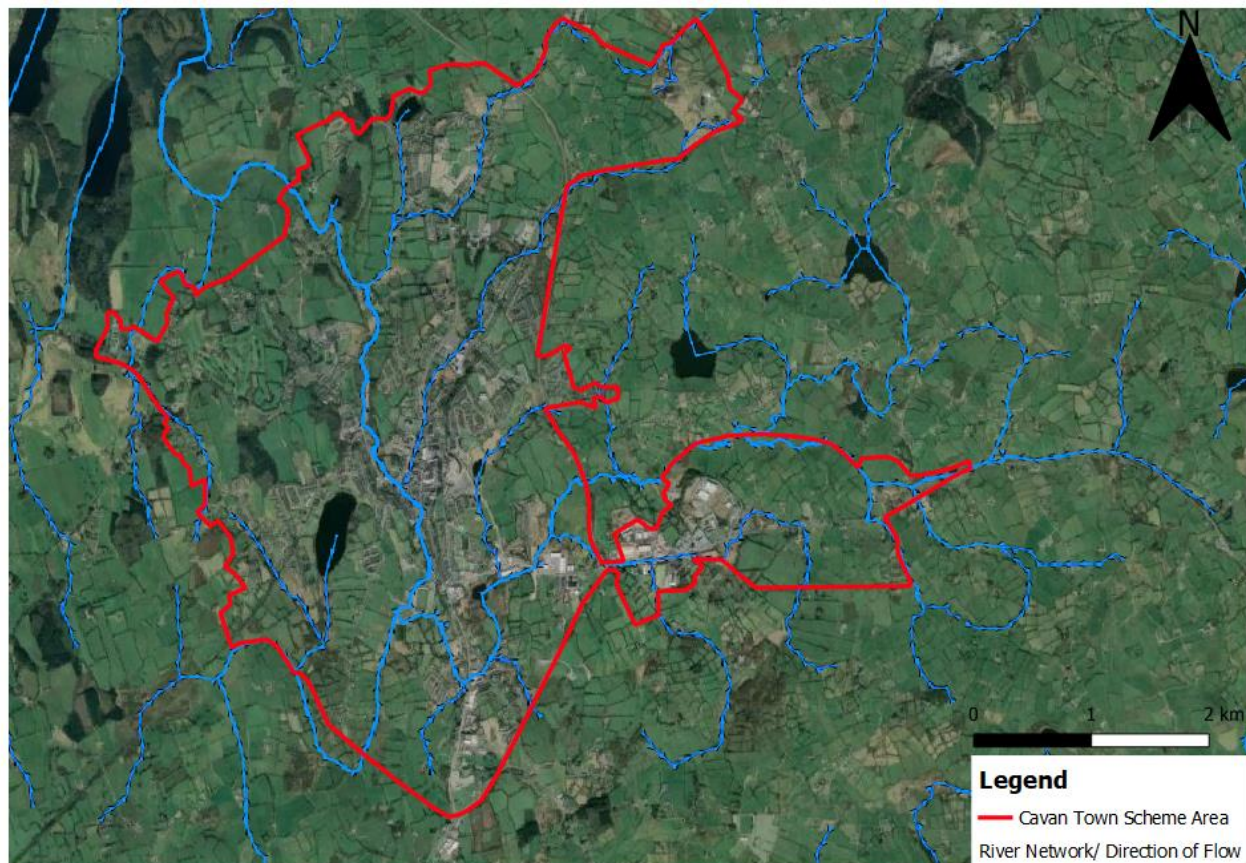 N
0 1 2 km
Legend
Cavan Town Scheme Area
River Network/ Direction of Flow